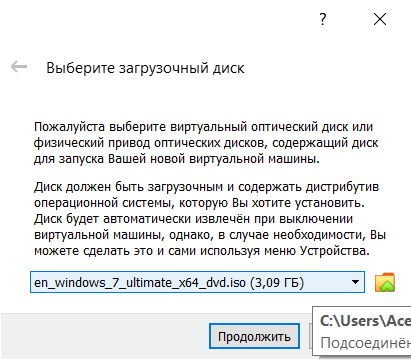 ?
Выберите загрузочный диск
Пожалуйста выберите виртуальный оптический диск или
физический привод оптических дисков, содержащий диск
для запуска Вашей новой виртуальной машины.
Диск должен быть загрузочным и содержать дистрибутив
операционной системы, которую Вы хотите установить.
Диск будет автоматически извлечён при выключении
виртуальной машины, однако, в случае необходимости, Вы
можете сделать это и сами используя меню Устройства.
en_windows_7_ultimate_x64_dvd.iso (3,09 ГБ)
Продолжить
C:\Users\Ace
Подсоединён